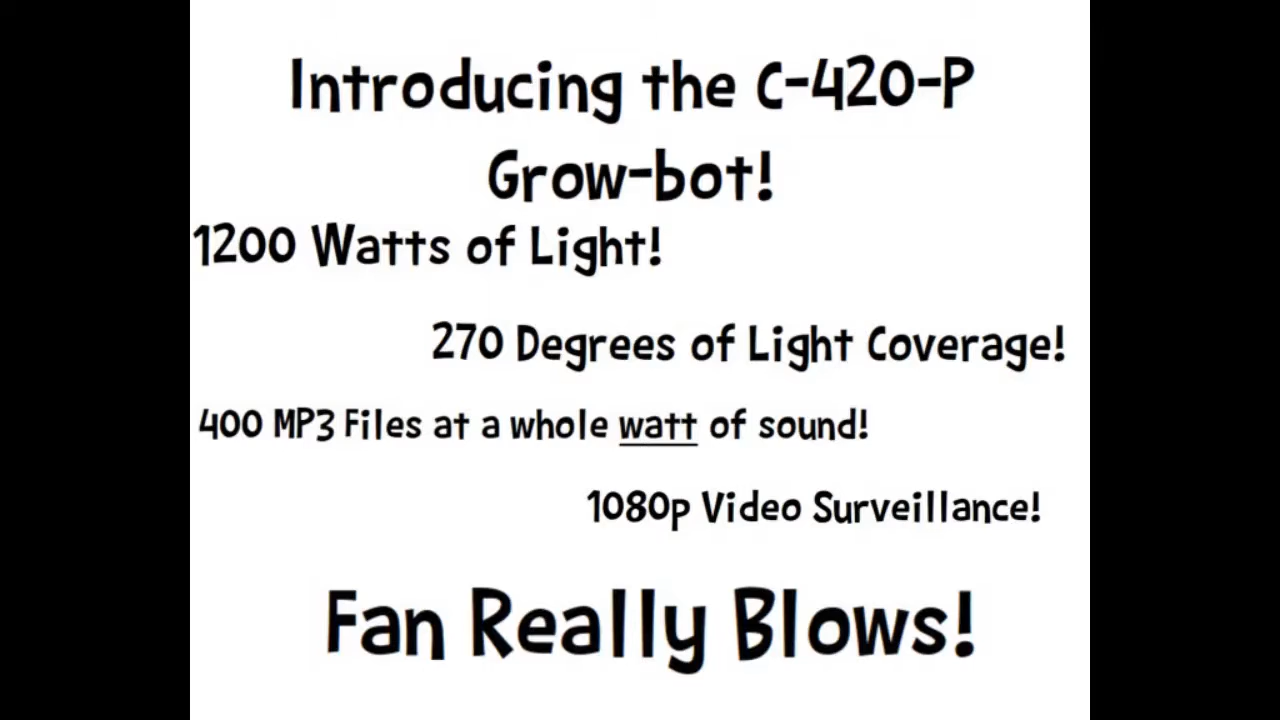 Introducing the C-420-P
Grow-bot!
1200 Watts of Light!
270 Degrees of Light Coverage!
400 MP3 Files at a whole watt of sound!
1080p Video Surveillance!
Fan Really Blows!